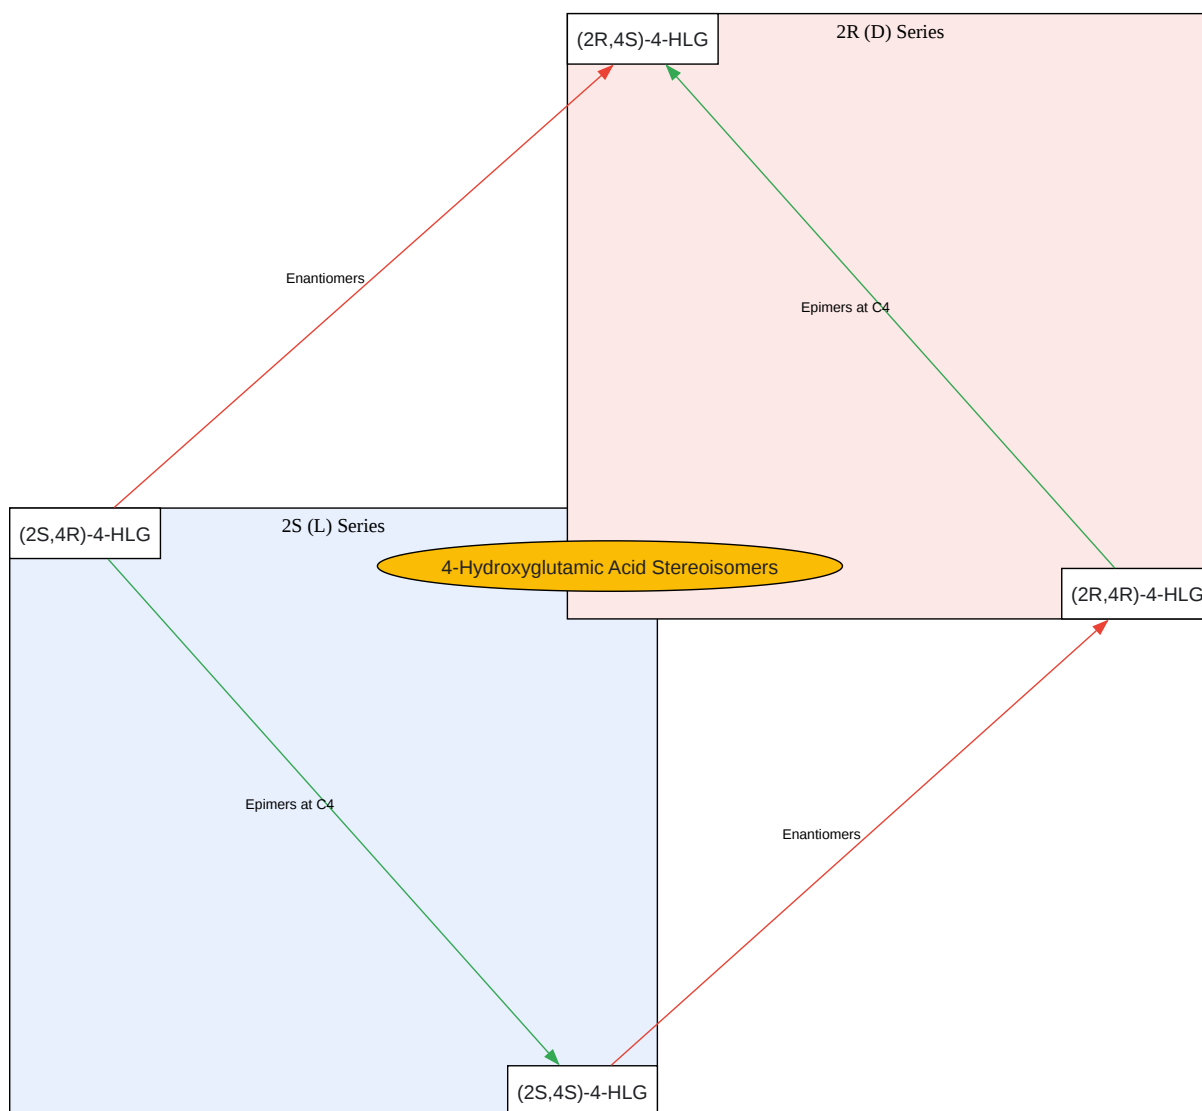 (2R,4S)-4-HLG
2R (D) Series
Enantiomers
Epimers at C4
(2S,4R)-4-HLG
2S (L) Series
4-Hydroxyglutamic Acid Stereoisomers
(2R,4R)-4-HLG
Epimers at C4
Enantiomers
(2S,4S)-4-HLG